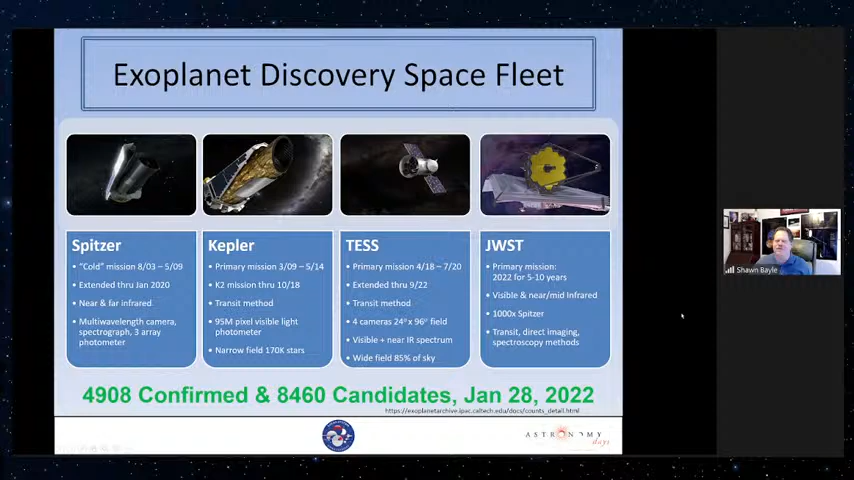 Exoplanet Discovery Space Fleet
Spitzer
• "Cold" mission 8/03 – 5/09
• Extended thru Jan 2020
• Near & far infrared
• Multiwavelength camera,
spectrograph, 3 array
photometer
Kepler
• Primary mission 3/09 – 5/14
• K2 mission thru 10/18
• Transit method
• 95M pixel visible light
photometer
• Narrow field 170K stars
TESS
• Primary mission 4/18 – 7/20
• Extended thru 9/22
• Transit method
• 4 cameras 24° x 96° field
• Visible + near IR spectrum
• Wide field 85% of sky
JWST
• Primary mission:
2022 for 5-10 years
• Visible & near/mid Infrared
• 1000x Spitzer
• Transit, direct imaging,
spectroscopy methods
4908 Confirmed & 8460 Candidates, Jan 28, 2022
https://exoplanetarchive.ipac.caltech.edu/docs/counts_detail.html
ASTRONOMY
days
Shawn Bayle